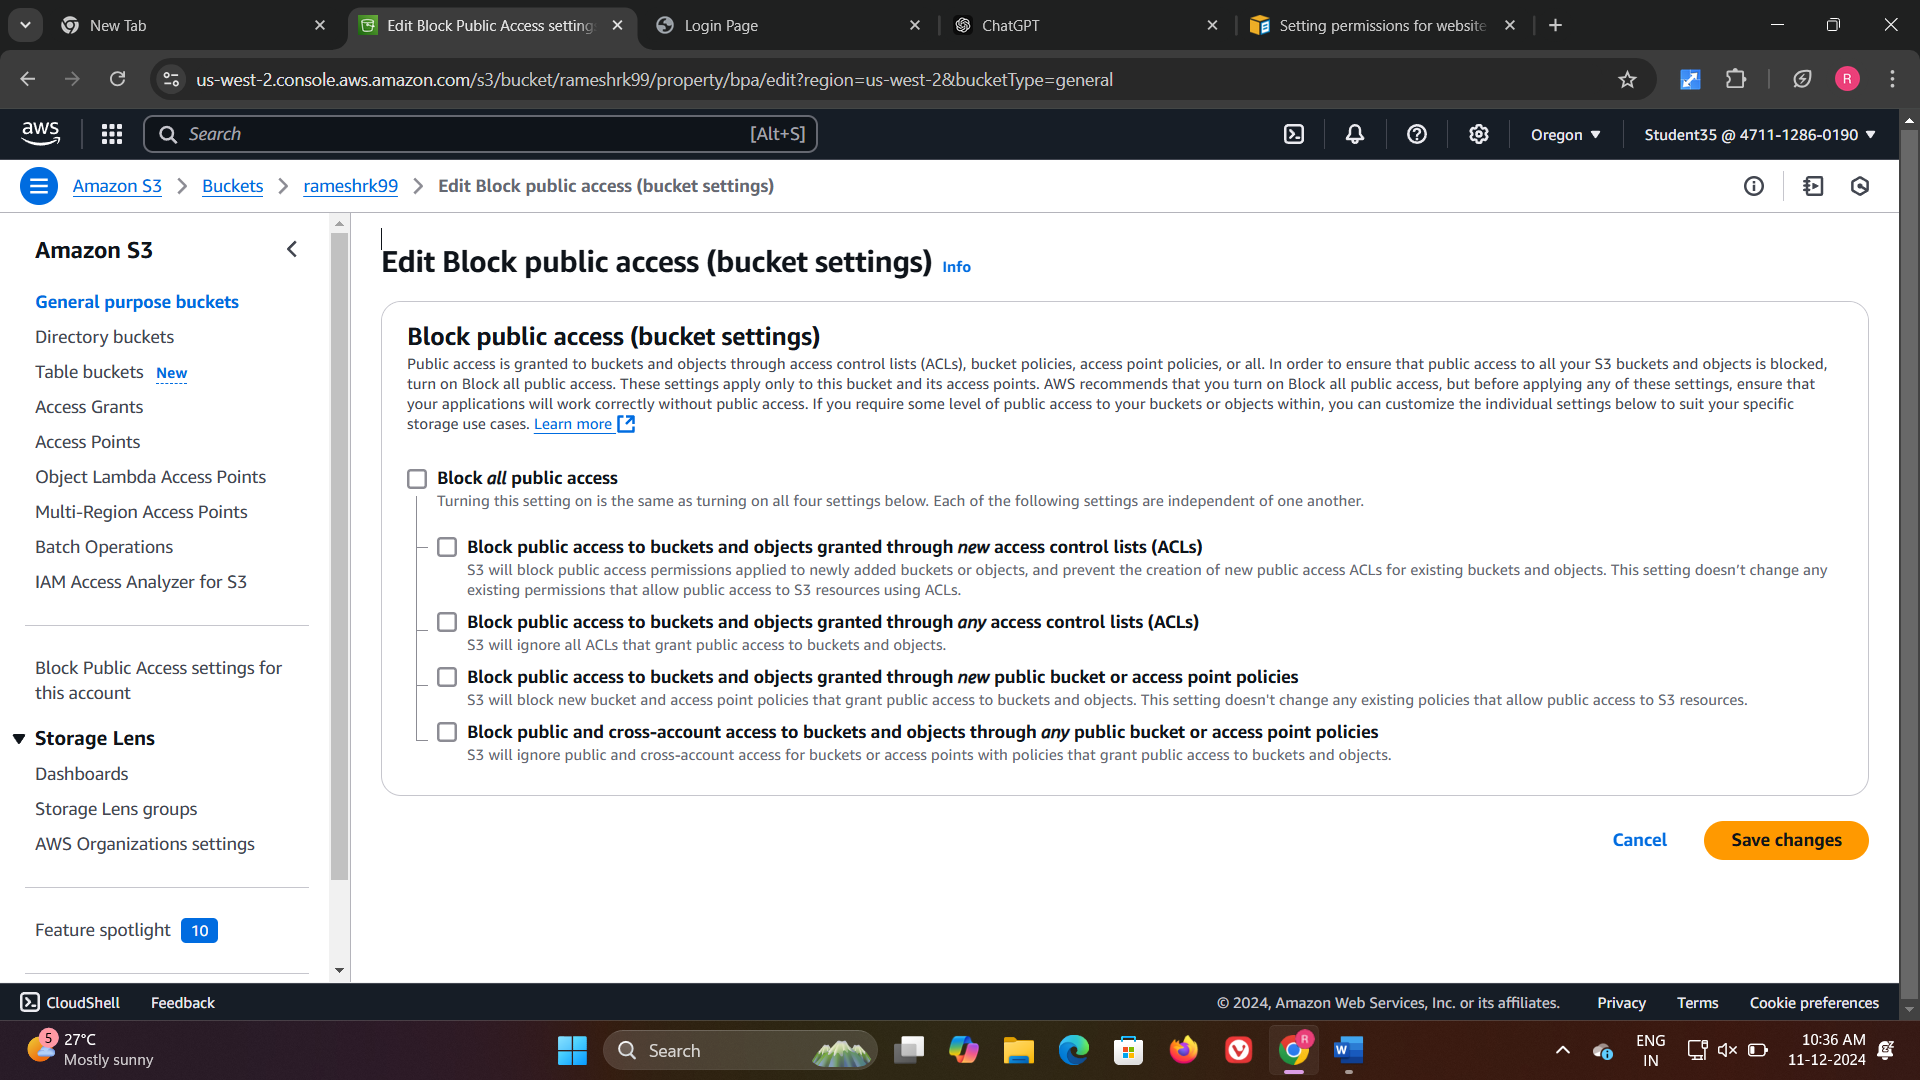 New Tab
Edit Block Public Access setting
Login Page
ChatGPT
Setting permissions for website
us-west-2.console.aws.amazon.com/s3/bucket/rameshrk99/property/bpa/edit?region=us-west-2&bucketType=general
R
aws
Search
[Alt+S]
Oregon
Student35 @ 4711-1286-0190
Amazon S3
Buckets
rameshrk99
Edit Block public access (bucket settings)
Amazon S3
General purpose buckets
Directory buckets
Table buckets New
Access Grants
Access Points
Object Lambda Access Points
Multi-Region Access Points
Batch Operations
IAM Access Analyzer for S3
Block Public Access settings for
this account
Storage Lens
Dashboards
Storage Lens groups
AWS Organizations settings
Feature spotlight 10
Edit Block public access (bucket settings) Info
Block public access (bucket settings)
Public access is granted to buckets and objects through access control lists (ACLs), bucket policies, access point policies, or all. In order to ensure that public access to all your S3 buckets and objects is blocked,
turn on Block all public access. These settings apply only to this bucket and its access points. AWS recommends that you turn on Block all public access, but before applying any of these settings, ensure that
your applications will work correctly without public access. If you require some level of public access to your buckets or objects within, you can customize the individual settings below to suit your specific
storage use cases. Learn more
Block all public access
Turning this setting on is the same as turning on all four settings below. Each of the following settings are independent of one another.
Block public access to buckets and objects granted through new access control lists (ACLs)
S3 will block public access permissions applied to newly added buckets or objects, and prevent the creation of new public access ACLs for existing buckets and objects. This setting doesn't change any
existing permissions that allow public access to S3 resources using ACLs.
Block public access to buckets and objects granted through any access control lists (ACLs)
S3 will ignore all ACLs that grant public access to buckets and objects.
Block public access to buckets and objects granted through new public bucket or access point policies
S3 will block new bucket and access point policies that grant public access to buckets and objects. This setting doesn't change any existing policies that allow public access to S3 resources.
Block public and cross-account access to buckets and objects through any public bucket or access point policies
S3 will ignore public and cross-account access for buckets or access points with policies that grant public access to buckets and objects.
Cancel
Save changes
CloudShell
Feedback
© 2024, Amazon Web Services, Inc. or its affiliates.
Privacy
Terms
Cookie preferences
5
27°C
Mostly sunny
Search
R
W
ENG
IN
10:36 AM
11-12-2024